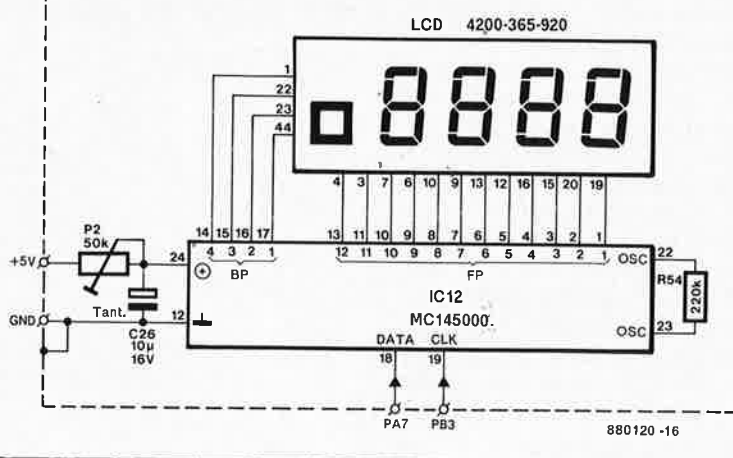 LCD 4200-365-920
1
22
23
44
8888
4 3 7 6 10 9 13 12 16 15 20 19
P2
50k
14 15 16 17 13 11 10 9 8 7 6 5 4 3 2 1
4 3 2 1 12 11 10 9 8 7 6 5 4 3 2 1
+5V 24 BP FP OSC 22
R54
220k
IC12
GND Tant. 12 MC145000 OSC 23
C26
10µ
16V
DATA CLK
18 19
PA7 PB3
880120 -16